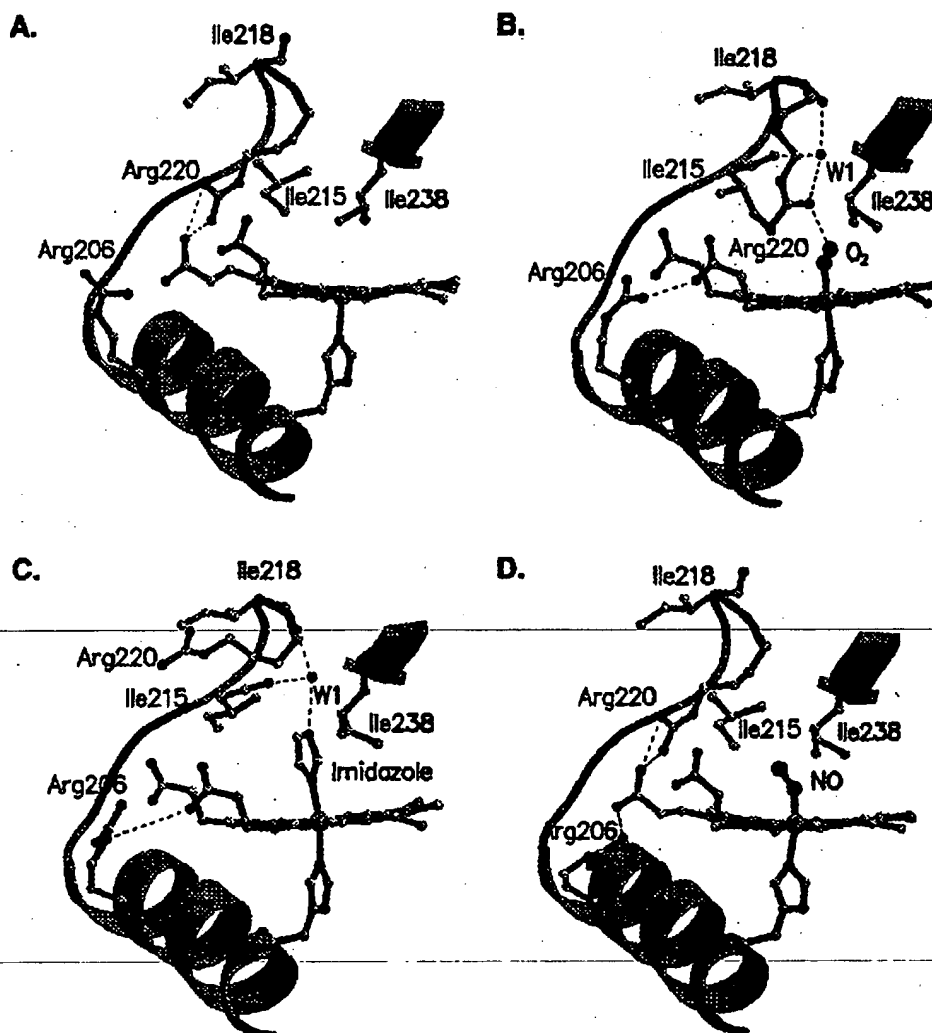 A.
Ile218
Arg220
Ile215
Ile238
Arg206
B.
Ile218
Ile215
W1
Ile238
Arg220
O₂
Arg206
C.
Ile218
Arg220
Ile215
W1
Ile238
Imidazole
Arg206
D.
Ile218
Arg220
Ile215
Ile238
NO
Arg206